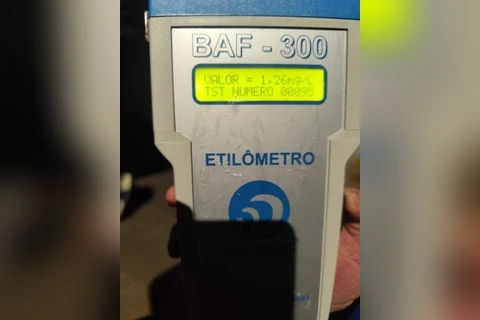 BAF - 300
VALOR = 1,26mg/L
TST NUMERO 00095
ETILÔMETRO